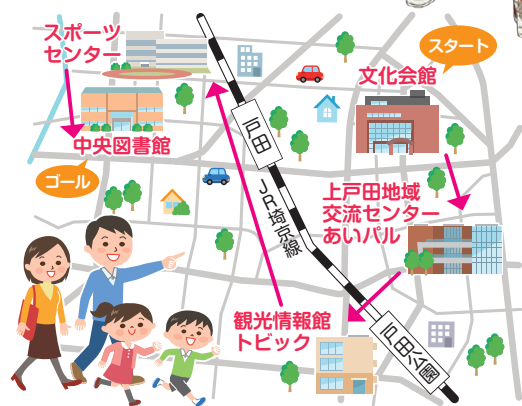 スポーツ
センター
スタート
文化会館
戸田
中央図書館
ゴール
JR埼京線
上戸田地域
交流センター
あいパル
観光情報館
トビック
戸田公園